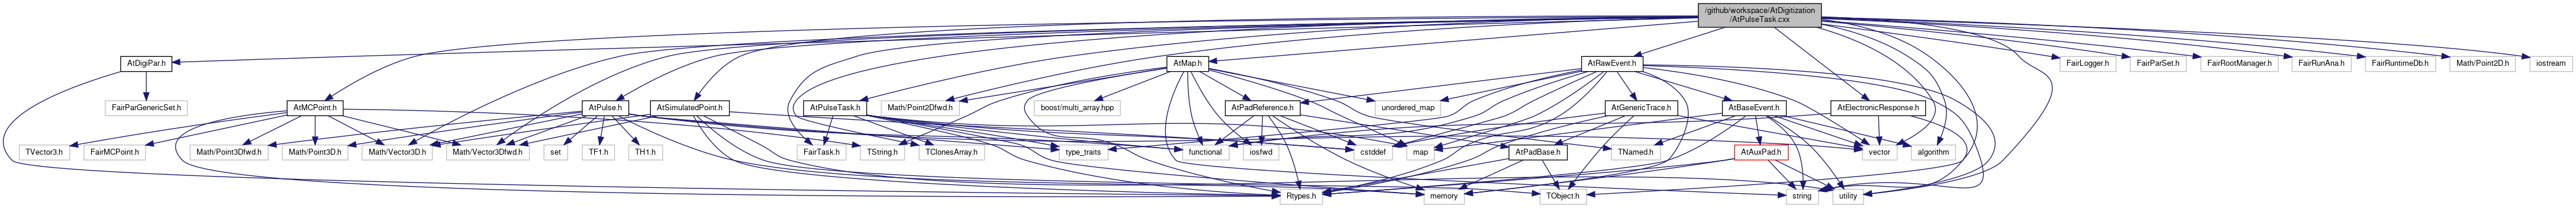 /github/workspace/AtDigitization
/AtPulseTask.cxx
AtDigiPar.h
AtMap.h
AtRawEvent.h
FairLogger.h
FairParSet.h
FairRootManager.h
FairRunAna.h
FairRuntimeDb.h
Math/Point2D.h
iostream
FairParGenericSet.h
AtMCPoint.h
AtPulse.h
AtSimulatedPoint.h
AtPulseTask.h
Math/Point2Dfwd.h
boost/multi_array.hpp
AtPadReference.h
unordered_map
AtGenericTrace.h
AtBaseEvent.h
AtElectronicResponse.h
TVector3.h
FairMCPoint.h
Math/Point3Dfwd.h
Math/Point3D.h
Math/Vector3D.h
Math/Vector3Dfwd.h
set
TF1.h
TH1.h
FairTask.h
TString.h
TClonesArray.h
type_traits
functional
iosfwd
cstddef
map
AtPadBase.h
TNamed.h
AtAuxPad.h
vector
algorithm
Rtypes.h
memory
TObject.h
string
utility